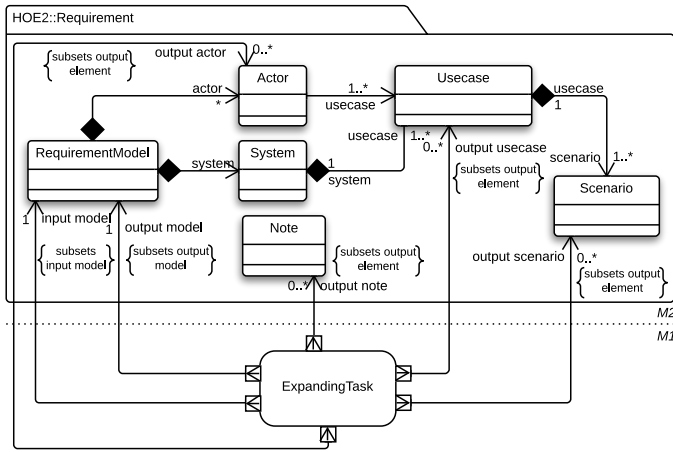 HOE2::Requirement
output actor
0..*
{subsets output
element}
Actor
Usecase
actor
*
1..*
usecase
usecase
1
usecase
1..*
0..*
output usecase
{subsets output
element}
RequirementModel
system
System
1
system
scenario
1..*
Scenario
1
input model
{subsets
input model}
1
output model
{subsets output
model}
Note
{subsets output
element}
0..*
output note
output scenario
0..*
{subsets output
element}
M2
M1
ExpandingTask